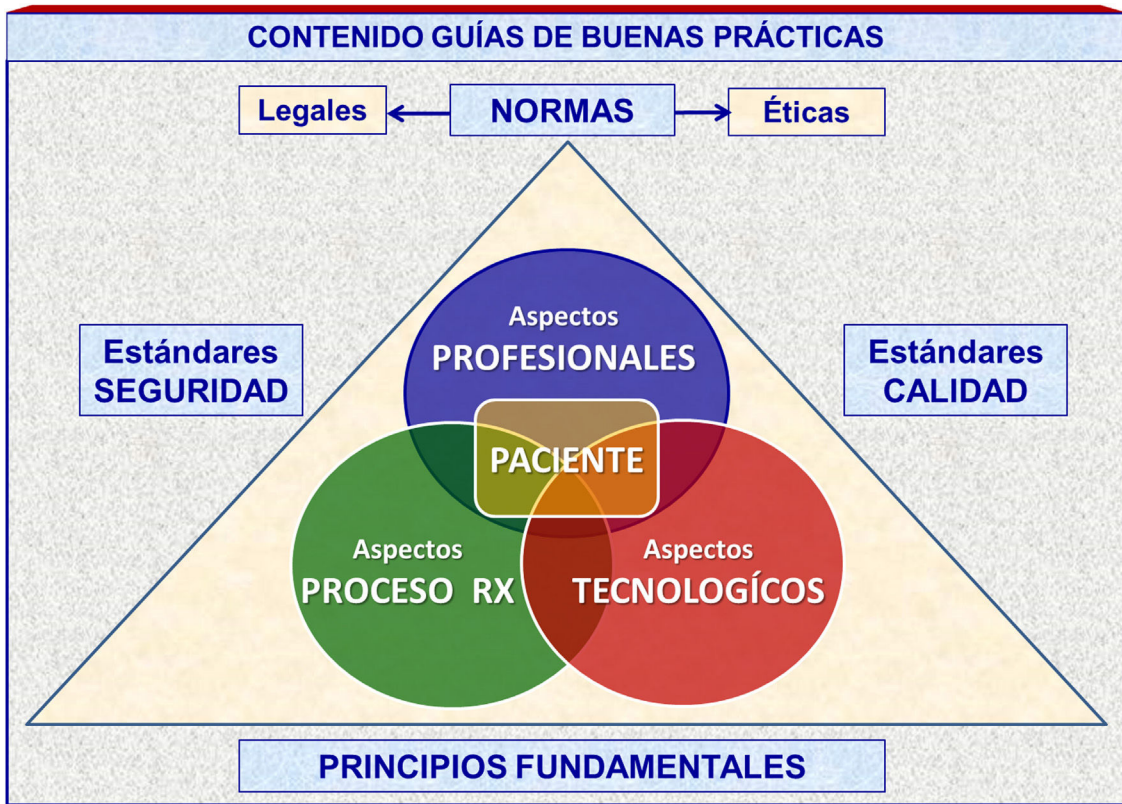 CONTENIDO GUÍAS DE BUENAS PRÁCTICAS
Legales
NORMAS
Éticas
Estándares
SEGURIDAD
Estándares
CALIDAD
Aspectos
PROFESIONALES
PACIENTE
Aspectos
PROCESO RX
Aspectos
TECNOLOGÍCOS
PRINCIPIOS FUNDAMENTALES